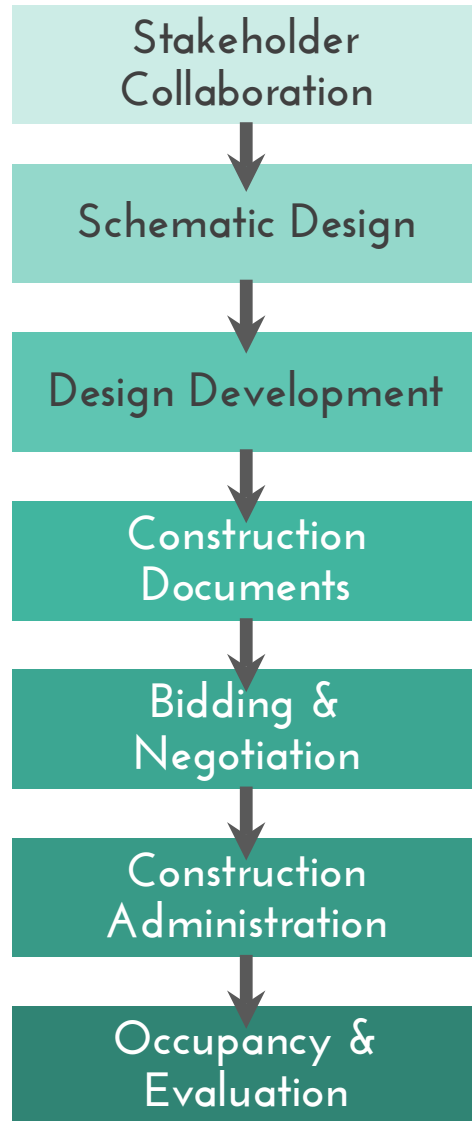 Stakeholder
Collaboration
Schematic Design
Design Development
Construction
Documents
Bidding &
Negotiation
Construction
Administration
Occupancy &
Evaluation